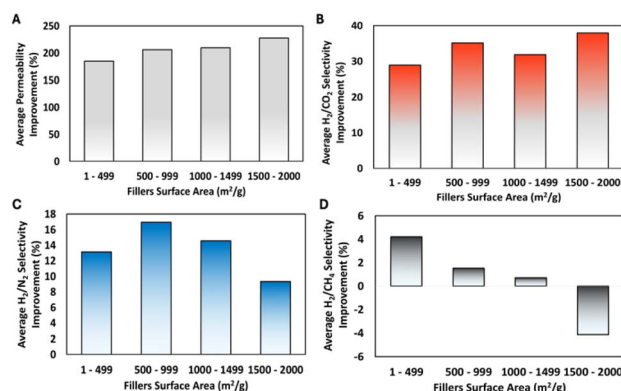 A
Average Permeability
Improvement (%)
250
200
150
100
50
0
1 - 499 500 - 999 1000 - 1499 1500 - 2000
Fillers Surface Area (m²/g)
B
Average H₂/CO₂ Selectivity
Improvement (%)
40
30
20
10
0
1 - 499 500 - 999 1000 - 1499 1500 - 2000
Fillers Surface Area (m²/g)
C
Average H₂/N₂ Selectivity
Improvement (%)
18
16
14
12
10
8
6
4
2
0
1 - 499 500 - 999 1000 - 1499 1500 - 2000
Fillers Surface Area (m²/g)
D
Average H₂/CH₄ Selectivity
Improvement (%)
6
4
2
0
-2
-4
-6
1 - 499 500 - 999 1000 - 1499 1500 - 2000
Fillers Surface Area (m²/g)